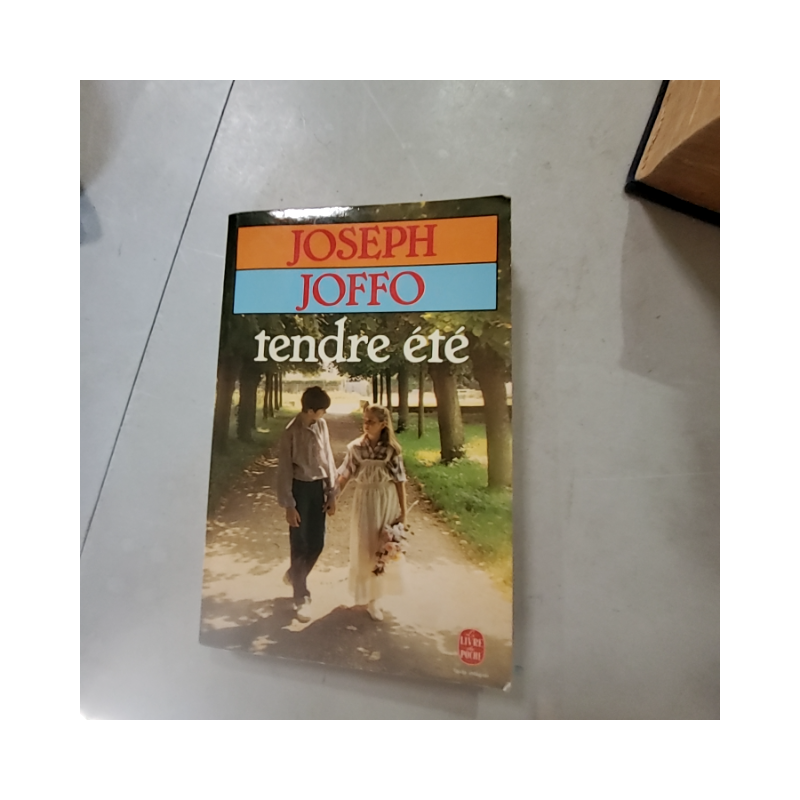 JOSEPH
JOFFO
tendre été
LE
LIVRE
DE
POCHE